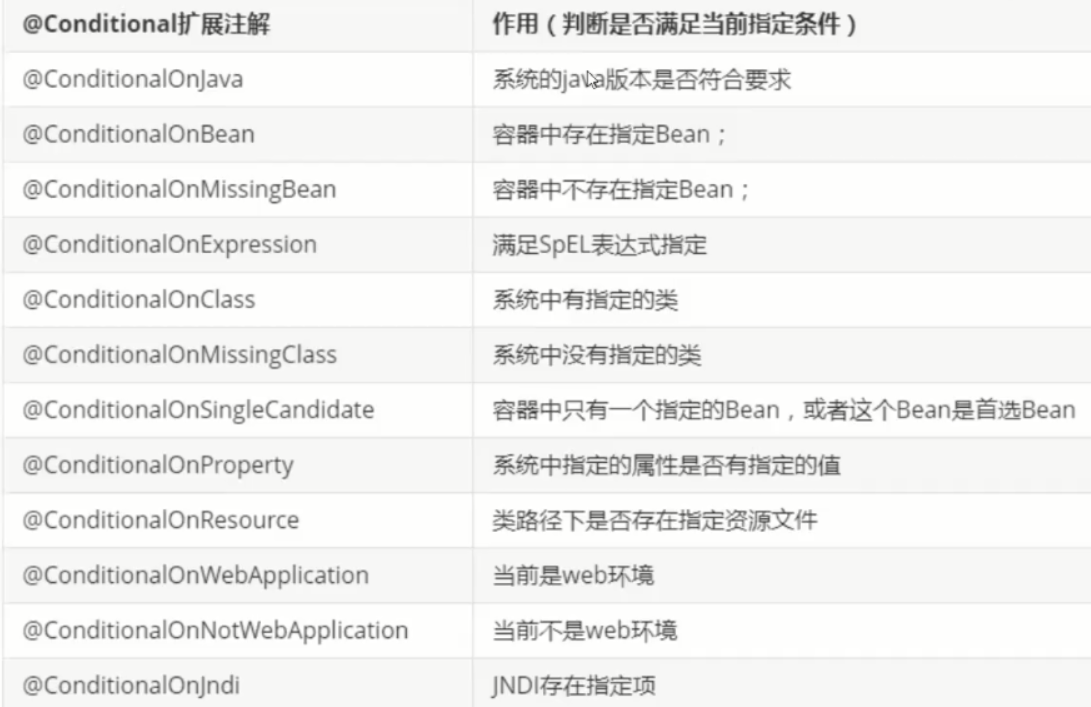 @Conditional扩展注解 作用（判断是否满足当前指定条件）
@ConditionalOnJava 系统的java版本是否符合要求
@ConditionalOnBean 容器中存在指定Bean；
@ConditionalOnMissingBean 容器中不存在指定Bean；
@ConditionalOnExpression 满足SpEL表达式指定
@ConditionalOnClass 系统中有指定的类
@ConditionalOnMissingClass 系统中没有指定的类
@ConditionalOnSingleCandidate 容器中只有一个指定的Bean，或者这个Bean是首选Bean
@ConditionalOnProperty 系统中指定的属性是否有指定的值
@ConditionalOnResource 类路径下是否存在指定资源文件
@ConditionalOnWebApplication 当前是web环境
@ConditionalOnNotWebApplication 当前不是web环境
@ConditionalOnJndi JNDI存在指定项